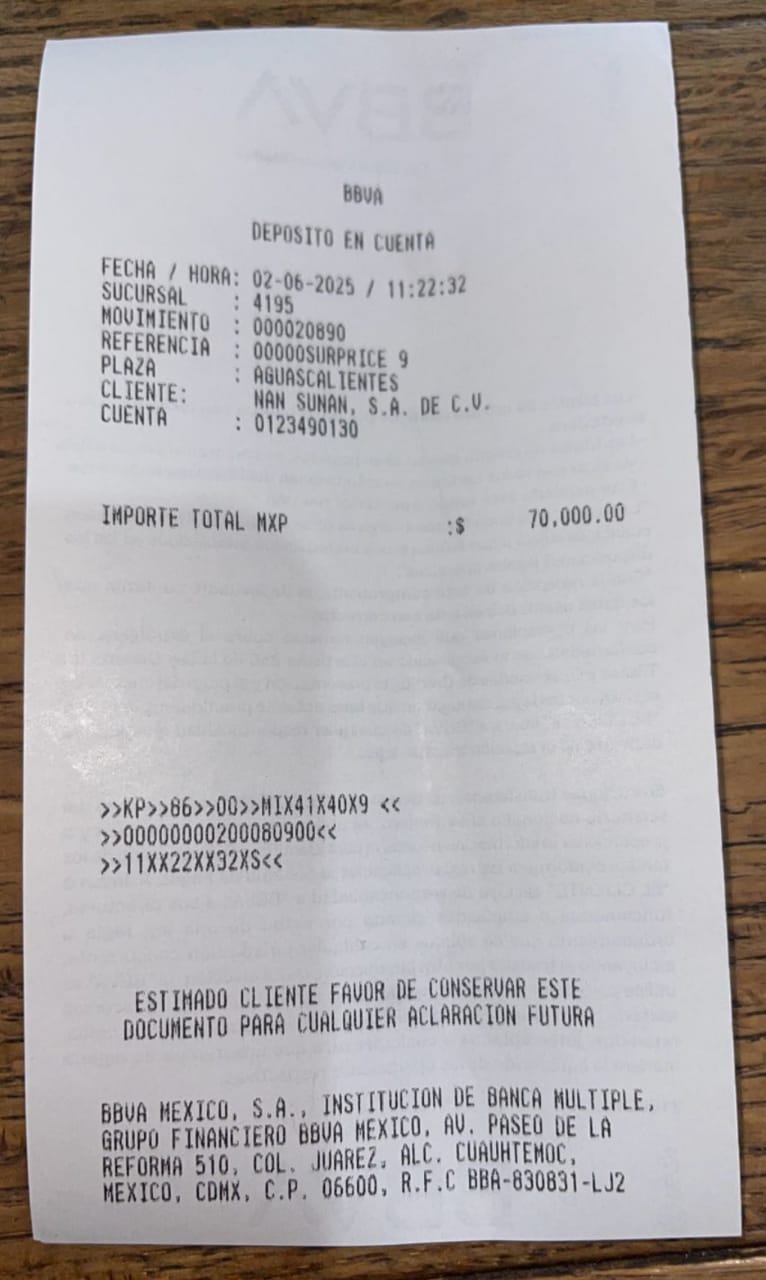 BBVA
DEPOSITO EN CUENTA
FECHA / HORA: 02-06-2025 / 11:22:32
SUCURSAL : 4195
MOVIMIENTO : 000020890
REFERENCIA : 00000SURPRICE 9
PLAZA : AGUASCALIENTES
CLIENTE: NAN SUNAN, S.A. DE C.V.
CUENTA : 0123490130
IMPORTE TOTAL MXP :$ 70,000.00
>>KP>>86>>00>>MIX41X40X9 <<
>>00000000200080900<<
>>11XX22XX32XS<<
ESTIMADO CLIENTE FAVOR DE CONSERVAR ESTE
DOCUMENTO PARA CUALQUIER ACLARACION FUTURA
BBVA MEXICO, S.A., INSTITUCION DE BANCA MULTIPLE,
GRUPO FINANCIERO BBVA MEXICO, AV. PASEO DE LA
REFORMA 510, COL. JUAREZ, ALC. CUAUHTEMOC,
MEXICO, CDMX, C.P. 06600, R.F.C BBA-830831-LJ2